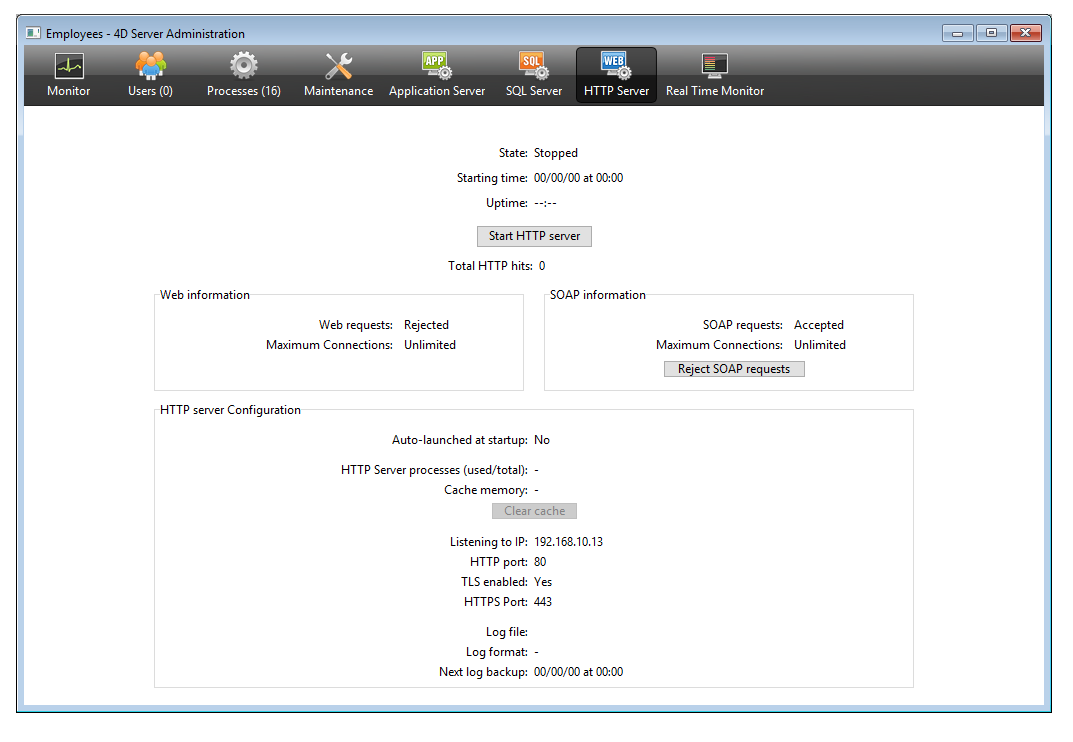 Employees - 4D Server Administration
APP SQL WEB
Monitor Users (0) Processes (16) Maintenance Application Server SQL Server HTTP Server Real Time Monitor
State: Stopped
Starting time: 00/00/00 at 00:00
Uptime: --:--
Start HTTP server
Total HTTP hits: 0
Web information
Web requests: Rejected
Maximum Connections: Unlimited
SOAP information
SOAP requests: Accepted
Maximum Connections: Unlimited
Reject SOAP requests
HTTP server Configuration
Auto-launched at startup: No
HTTP Server processes (used/total): -
Cache memory: -
Clear cache
Listening to IP: 192.168.10.13
HTTP port: 80
TLS enabled: Yes
HTTPS Port: 443
Log file:
Log format: -
Next log backup: 00/00/00 at 00:00